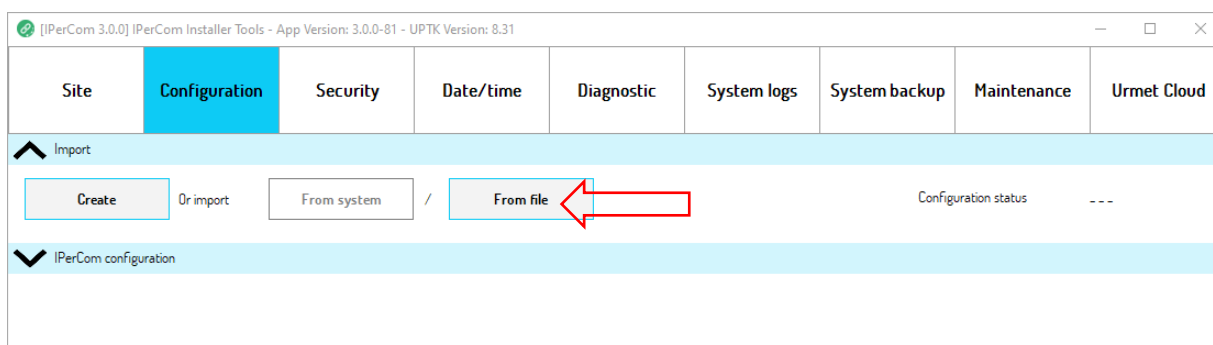 [IPerCom 3.0.0] IPerCom Installer Tools - App Version: 3.0.0-81 - UPTK Version: 8.31
Site Configuration Security Date/time Diagnostic System logs System backup Maintenance Urmet Cloud
Import
Create Or import From system / From file Configuration status ---
IPerCom configuration